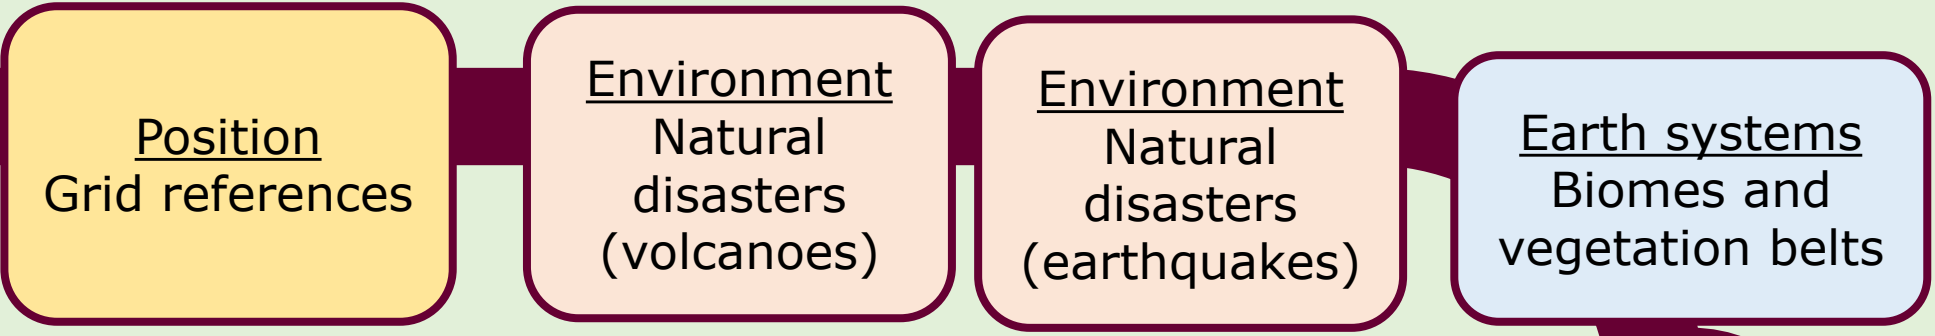 Position
Grid references
Environment
Natural
disasters
(volcanoes)
Environment
Natural
disasters
(earthquakes)
Earth systems
Biomes and
vegetation belts